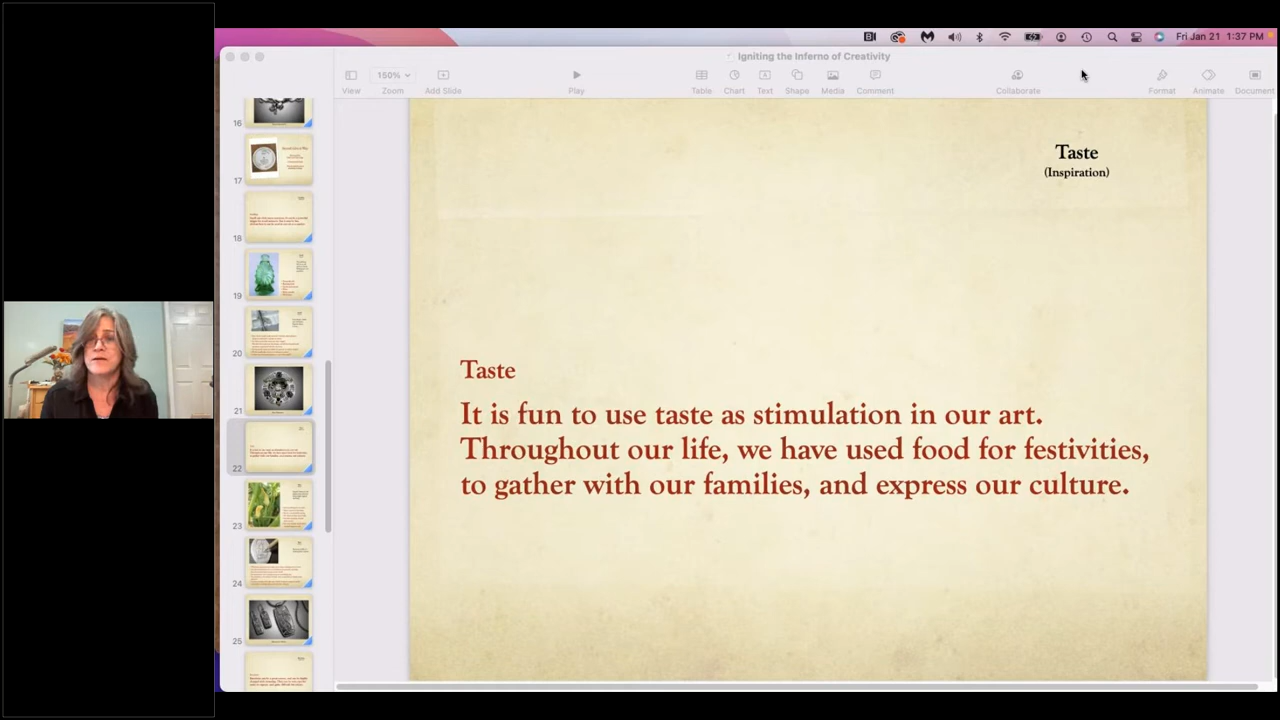 Fri Jan 21 1:37 PM
Igniting the Inferno of Creativity
150%
View
Zoom
Add Slide
Play
Table
Chart
Text
Shape
Media
Comment
Collaborate
Format
Animate
Document
16
17
18
19
20
21
22
23
24
25
Taste
(Inspiration)
Taste
It is fun to use taste as stimulation in our art.
Throughout our life, we have used food for festivities,
to gather with our families, and express our culture.